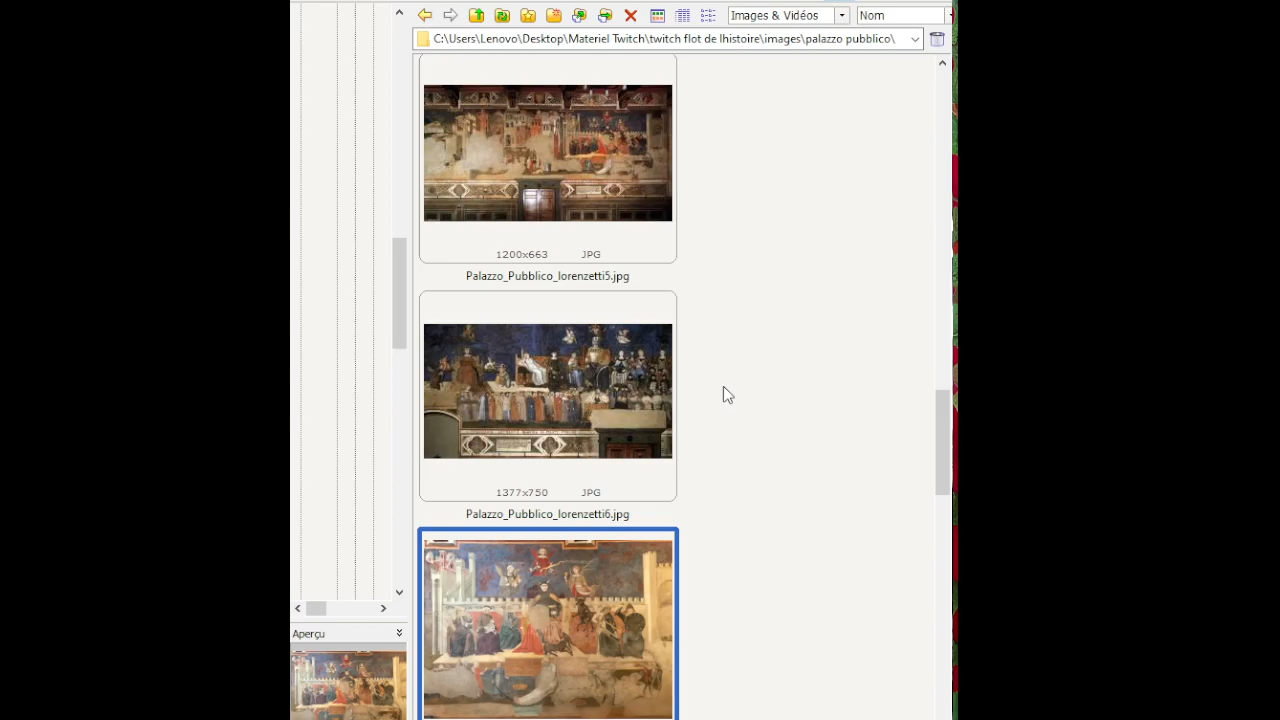 Images & Vidéos
Nom
C:\Users\Lenovo\Desktop\Materiel Twitch\twitch flot de lhistoire\images\palazzo pubblico\
1200x663 JPG
Palazzo_Pubblico_lorenzetti5.jpg
1377x750 JPG
Palazzo_Pubblico_lorenzetti6.jpg
Aperçu